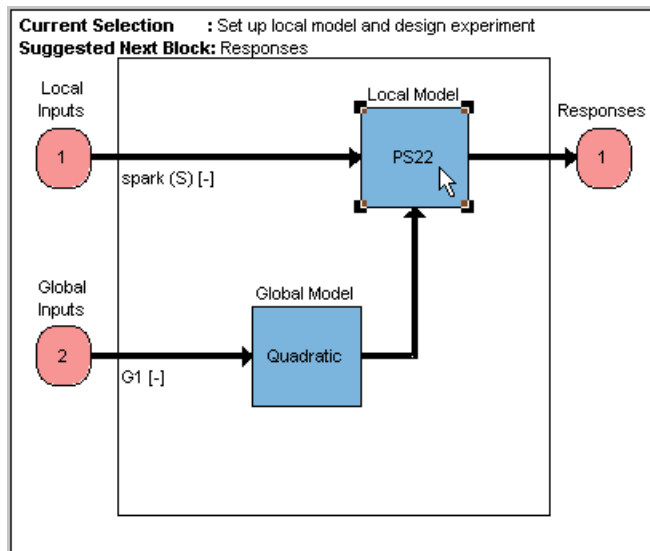 Current Selection : Set up local model and design experiment
Suggested Next Block: Responses
Local
Inputs
Local Model
Responses
1
PS22
1
spark (S) [-]
Global
Inputs
Global Model
2
Quadratic
G1 [-]